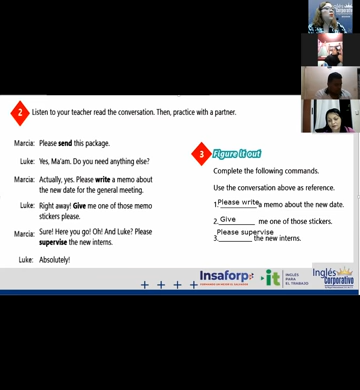 Inglés
Corporativo
2 Listen to your teacher read the conversation. Then, practice with a partner.
Marcia: Please send this package.
Luke: Yes, Ma'am. Do you need anything else?
Marcia: Actually, yes. Please write a memo about
the new date for the general meeting.
Luke: Right away! Give me one of those memo
stickers please.
Marcia: Sure! Here you go! Oh! And Luke? Please
supervise the new interns.
Luke: Absolutely!
3 Figure it out
Complete the following commands.
Use the conversation above as reference.
1. Please write a memo about the new date.
2. Give me one of those stickers.
3. Please supervise the new interns.
Insaforp
it
INGLÉS
PARA
EL TRABAJO
Inglés
Corporativo